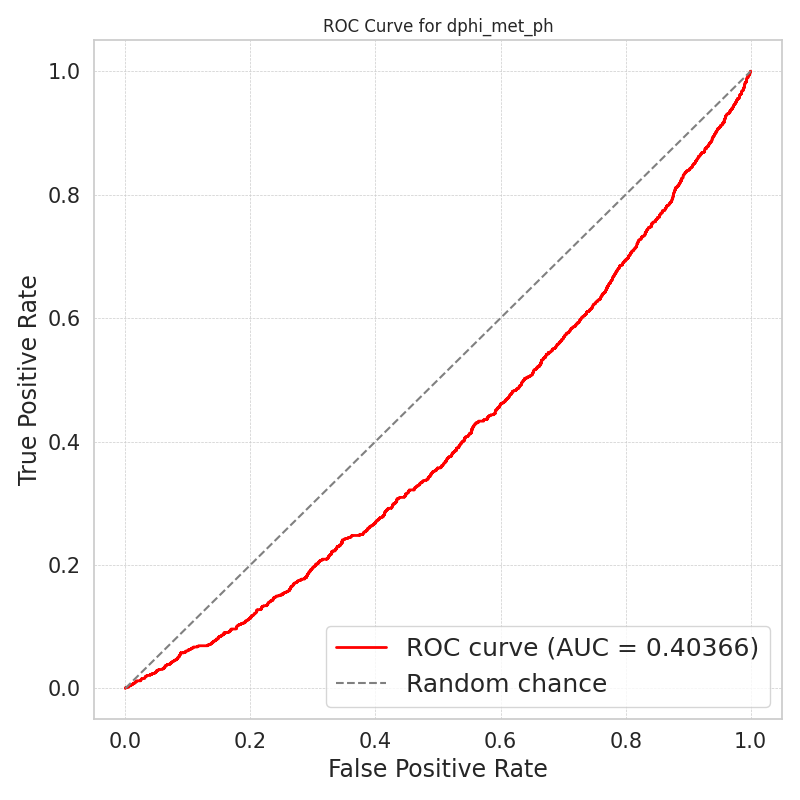 ROC Curve for dphi_met_ph
True Positive Rate
1.0
0.8
0.6
0.4
0.2
0.0
ROC curve (AUC = 0.40366)
Random chance
0.0 0.2 0.4 0.6 0.8 1.0
False Positive Rate